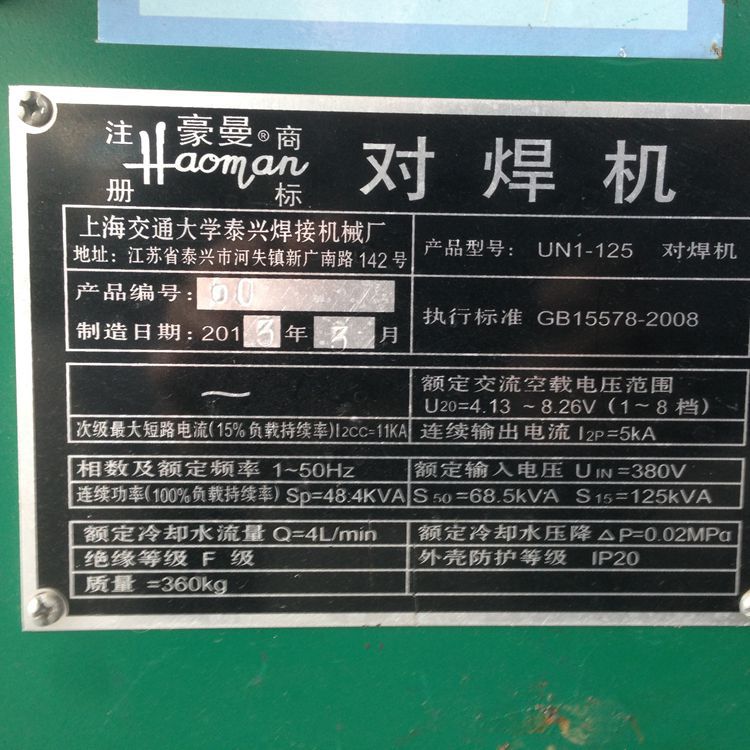 注册 豪曼® 商标
Haoman
对焊机
上海交通大学泰兴焊接机械厂
地址：江苏省泰兴市河失镇新广南路142号
产品型号： UN1-125 对焊机
产品编号：60
制造日期：2013年3月
执行标准 GB15578-2008
～
额定交流空载电压范围
U20=4.13 ~ 8.26V（1~8档）
次级最大短路电流(15%负载持续率)I2CC=11KA
连续输出电流 I2P=5kA
相数及额定频率 1~50Hz
额定输入电压 UIN=380V
连续功率(100%负载持续率) Sp=48.4KVA
S50=68.5kVA S15=125kVA
额定冷却水流量 Q=4L/min
额定冷却水压降 △P=0.02MPa
绝缘等级 F 级
外壳防护等级 IP20
质量 =360kg